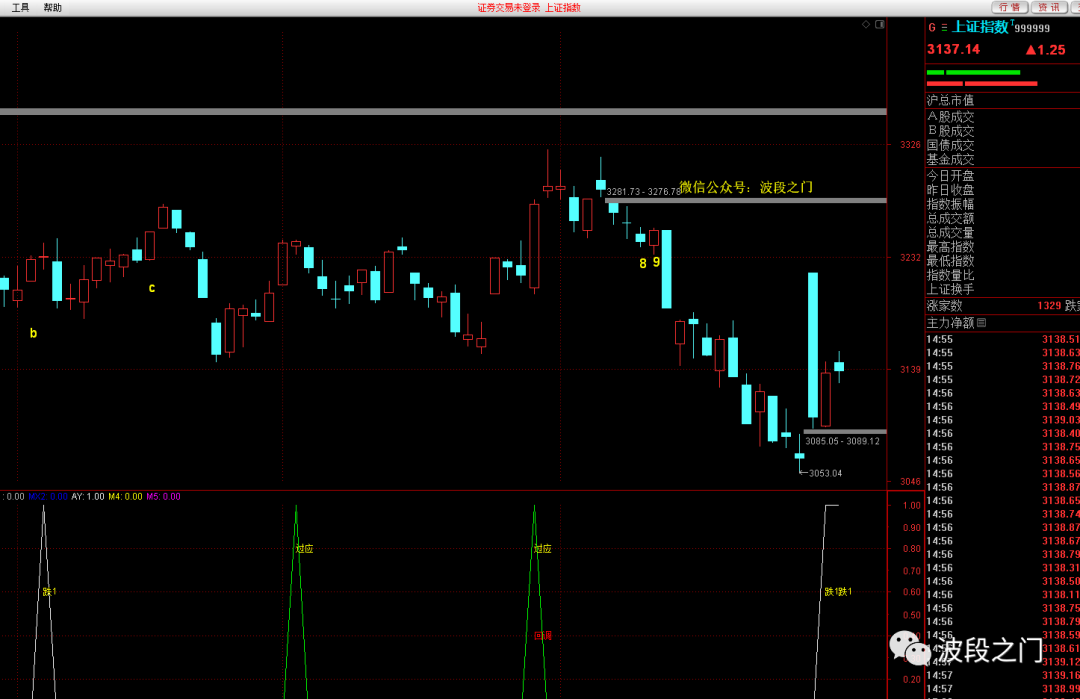 工具 帮助
证券交易未登录 上证指数
行情 资讯
G 上证指数 T 999999
3137.14 ▲1.25
沪总市值
A股成交
B股成交
国债成交
基金成交
今日开盘
昨日收盘
指数振幅
总成交额
总成交量
最高指数
最低指数
指数量比
上证换手
涨家数 1329 跌家
主力净额
14:55 3138.51
14:55 3138.63
14:55 3138.76
14:55 3138.72
14:56 3138.63
14:56 3138.49
14:56 3139.03
14:56 3138.40
14:56 3138.75
14:56 3138.65
14:56 3138.56
14:56 3138.87
14:56 3138.65
14:56 3138.74
14:56 3138.87
14:56 3138.67
14:56 3138.79
14:56 3138.31
14:56 3138.50
14:56 3138.11
14:56 3138.75
14:56 3138.79
14:56 3138.59
3138.61
14:57 3139.12
14:57 3139.16
14:57 3138.99
3326
3232
3139
3046
3281.73 - 3276.78
微信公众号：波段之门
8 9
b
c
3085.05 - 3089.12
3053.04
: 0.00 AY: 1.00 M4: 0.00 M5: 0.00
1.00
0.90
0.80
0.70
0.60
0.50
0.20
跌1
过应
过应
回调
跌1跌1
波段之门